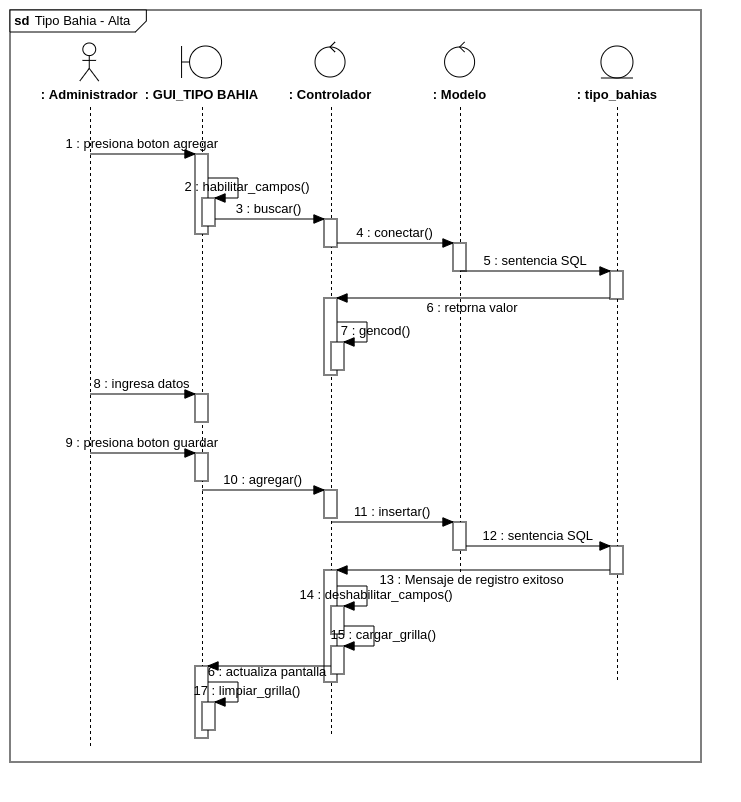 sd Tipo Bahia - Alta
: Administrador : GUI_TIPO BAHIA : Controlador : Modelo : tipo_bahias
1 : presiona boton agregar
2 : habilitar_campos()
3 : buscar()
4 : conectar()
5 : sentencia SQL
6 : retorna valor
7 : gencod()
8 : ingresa datos
9 : presiona boton guardar
10 : agregar()
11 : insertar()
12 : sentencia SQL
13 : Mensaje de registro exitoso
14 : deshabilitar_campos()
15 : cargar_grilla()
6 : actualiza pantalla
17 : limpiar_grilla()